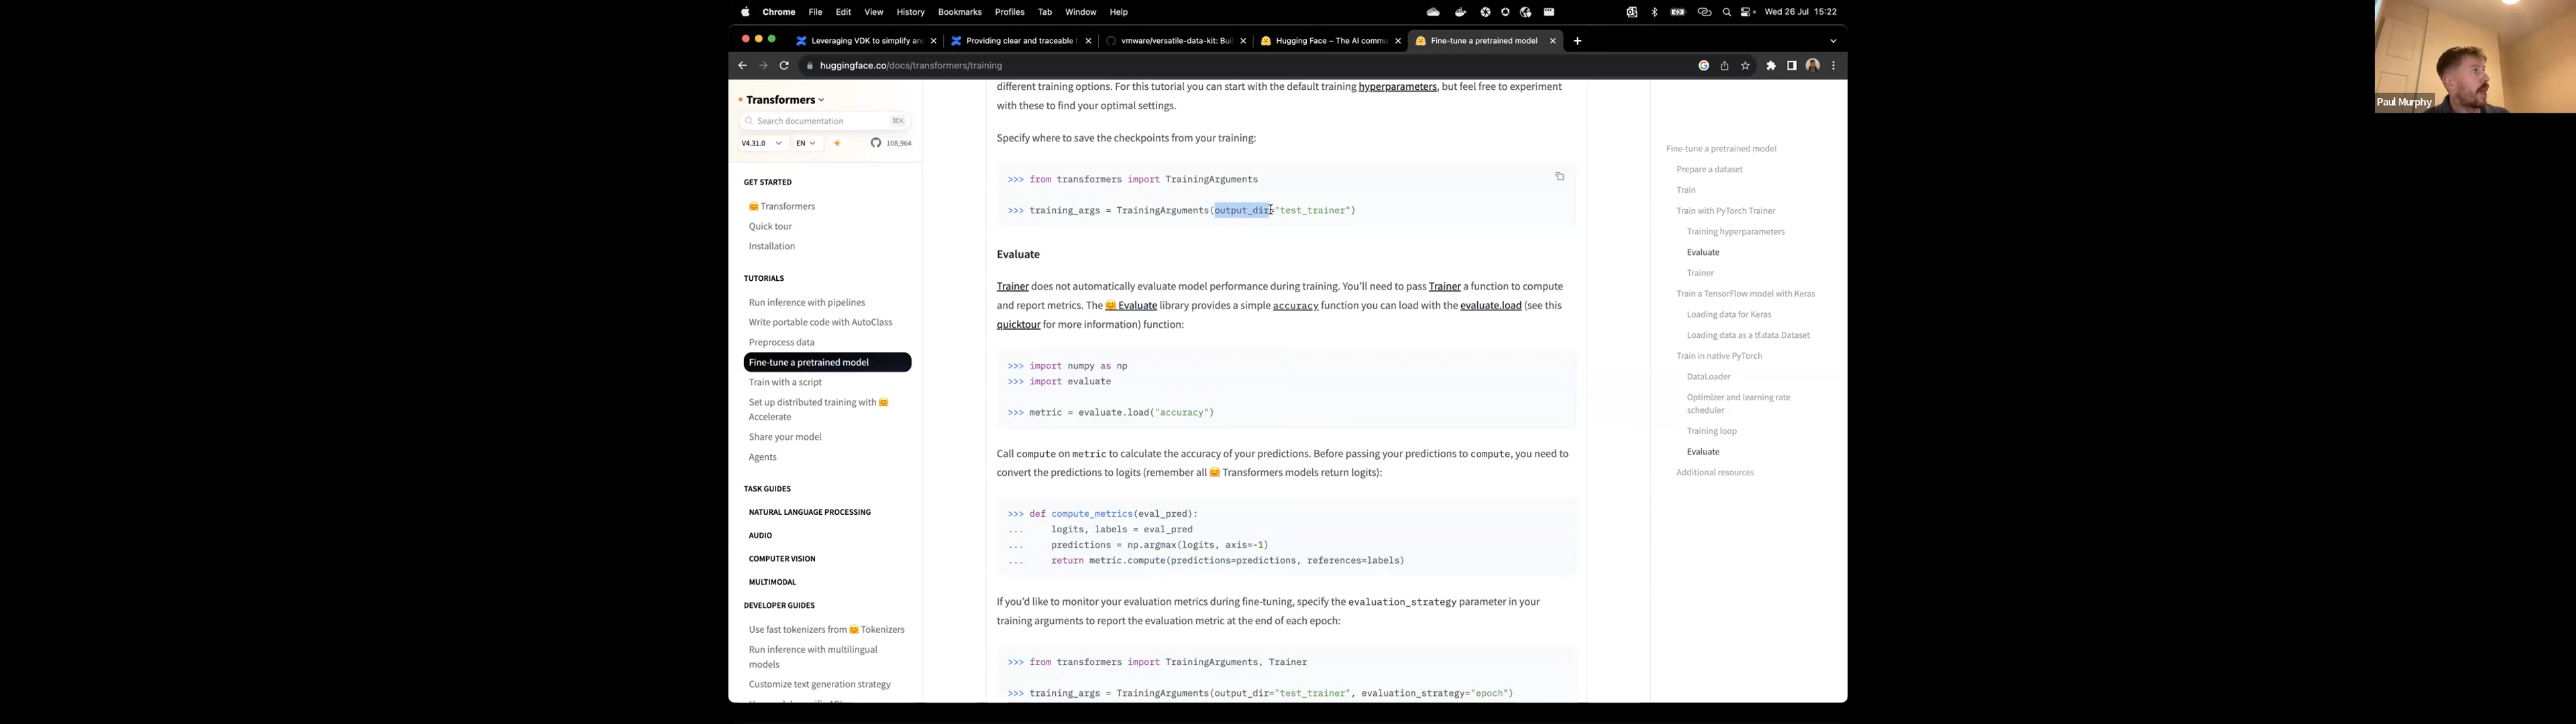 Chrome File Edit View History Bookmarks Profiles Tab Window Help
Wed 26 Jul 15:22
Leveraging VDK to simplify an
Providing clear and traceable
vmware/versatile-data-kit: Bui
Hugging Face – The AI commu
Fine-tune a pretrained model
huggingface.co/docs/transformers/training
Paul Murphy
Transformers
Search documentation
⌘K
V4.31.0
EN
108,964
GET STARTED
🤗 Transformers
Quick tour
Installation
TUTORIALS
Run inference with pipelines
Write portable code with AutoClass
Preprocess data
Fine-tune a pretrained model
Train with a script
Set up distributed training with 🤗
Accelerate
Share your model
Agents
TASK GUIDES
NATURAL LANGUAGE PROCESSING
AUDIO
COMPUTER VISION
MULTIMODAL
DEVELOPER GUIDES
Use fast tokenizers from 🤗 Tokenizers
Run inference with multilingual
models
Customize text generation strategy
different training options. For this tutorial you can start with the default training hyperparameters, but feel free to experiment
with these to find your optimal settings.
Specify where to save the checkpoints from your training:
>>> from transformers import TrainingArguments
>>> training_args = TrainingArguments(output_dir="test_trainer")
Evaluate
Trainer does not automatically evaluate model performance during training. You'll need to pass Trainer a function to compute
and report metrics. The 🤗 Evaluate library provides a simple accuracy function you can load with the evaluate.load (see this
quicktour for more information) function:
>>> import numpy as np
>>> import evaluate
>>> metric = evaluate.load("accuracy")
Call compute on metric to calculate the accuracy of your predictions. Before passing your predictions to compute, you need to
convert the predictions to logits (remember all 🤗 Transformers models return logits):
>>> def compute_metrics(eval_pred):
...     logits, labels = eval_pred
...     predictions = np.argmax(logits, axis=-1)
...     return metric.compute(predictions=predictions, references=labels)
If you'd like to monitor your evaluation metrics during fine-tuning, specify the evaluation_strategy parameter in your
training arguments to report the evaluation metric at the end of each epoch:
>>> from transformers import TrainingArguments, Trainer
>>> training_args = TrainingArguments(output_dir="test_trainer", evaluation_strategy="epoch")
Fine-tune a pretrained model
Prepare a dataset
Train
Train with PyTorch Trainer
Training hyperparameters
Evaluate
Trainer
Train a TensorFlow model with Keras
Loading data for Keras
Loading data as a tf.data.Dataset
Train in native PyTorch
DataLoader
Optimizer and learning rate
scheduler
Training loop
Evaluate
Additional resources